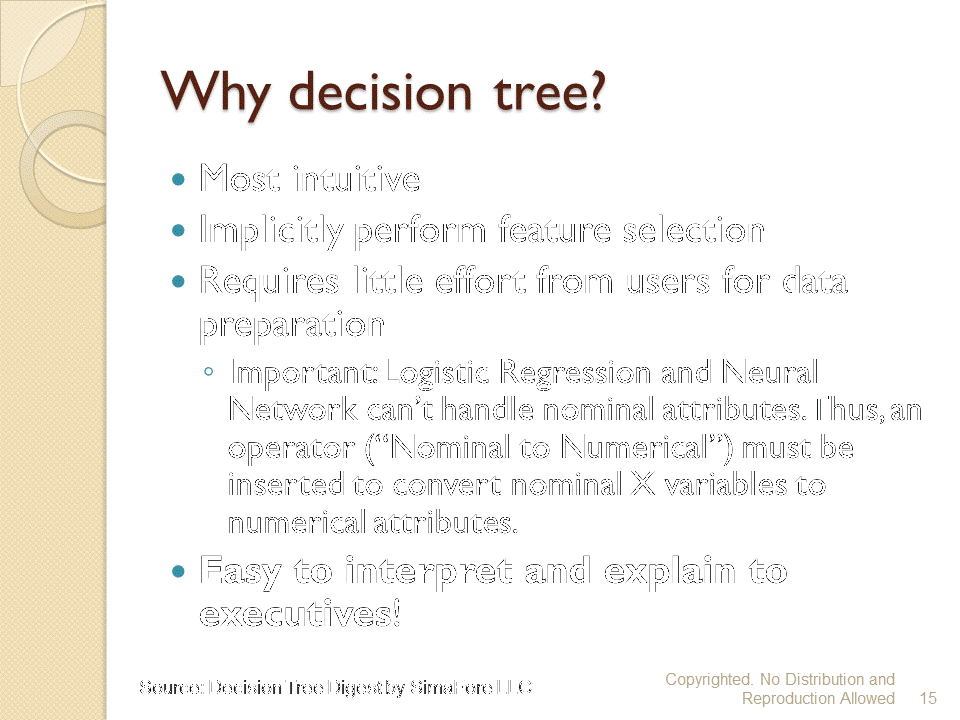 Why decision tree?
Most intuitive
Implicitly perform feature selection
Requires little effort from users for data
preparation
Important: Logistic Regression and Neural
Network can't handle nominal attributes. Thus, an
operator (“Nominal to Numerical”) must be
inserted to convert nominal X variables to
numerical attributes.
Easy to interpret and explain to
executives!
Source: Decision Tree Digest by SimaFore LLC
Copyrighted. No Distribution and
Reproduction Allowed 15